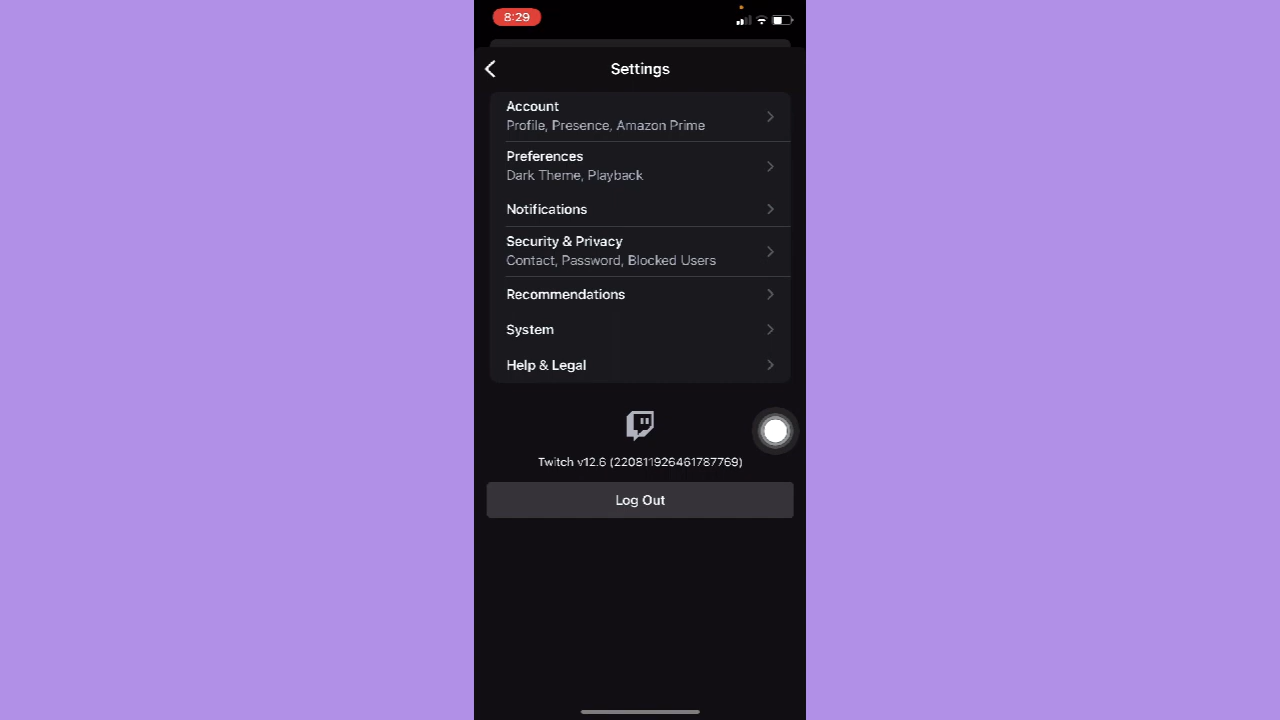 8:29
Settings
Account
Profile, Presence, Amazon Prime
Preferences
Dark Theme, Playback
Notifications
Security & Privacy
Contact, Password, Blocked Users
Recommendations
System
Help & Legal
Twitch v12.6 (220811926461787769)
Log Out